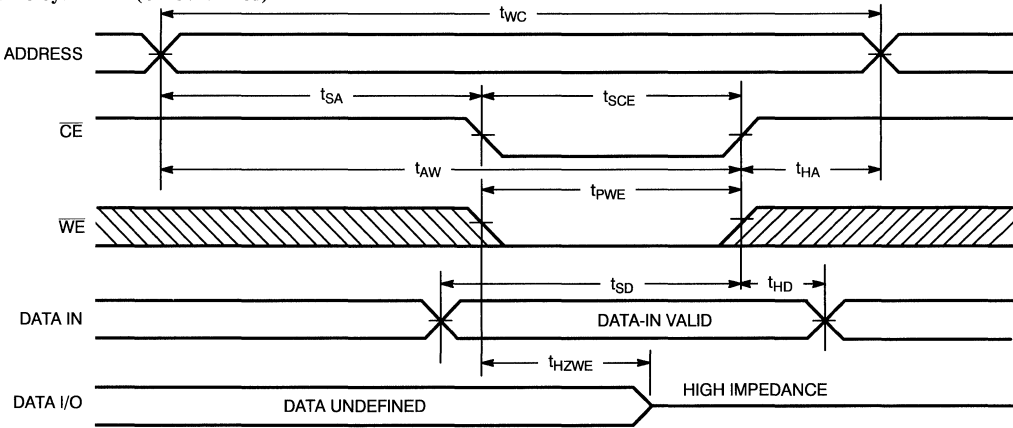 tWC
ADDRESS
tSA tSCE
CE
tAW tHA
tPWE
WE
tSD tHD
DATA IN DATA-IN VALID
tHZWE
HIGH IMPEDANCE
DATA I/O DATA UNDEFINED